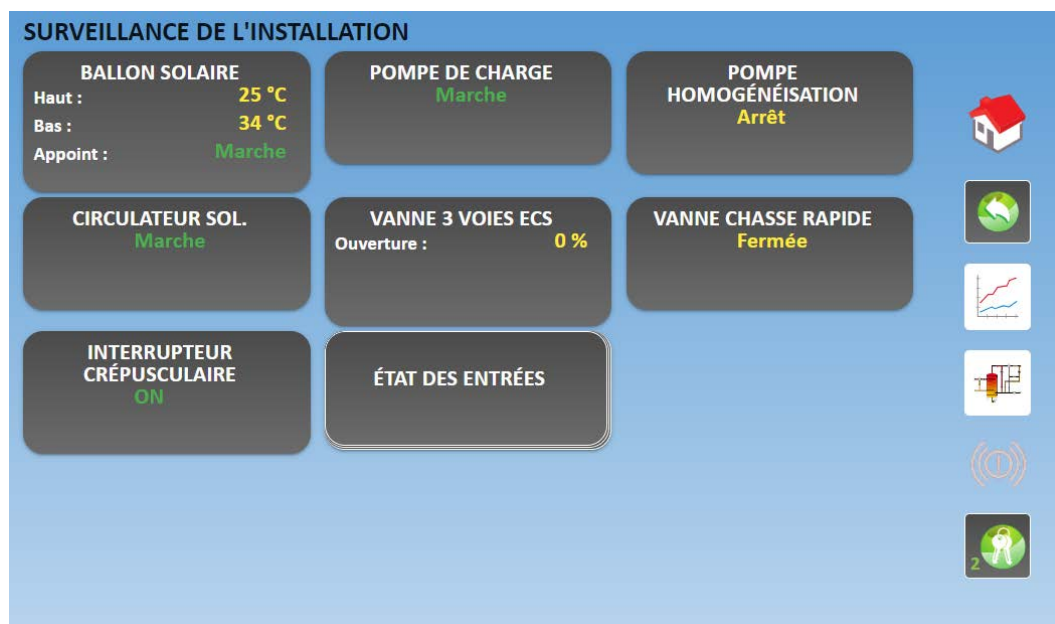 SURVEILLANCE DE L'INSTALLATION
BALLON SOLAIRE
Haut : 25 °C
Bas : 34 °C
Appoint : Marche
POMPE DE CHARGE
Marche
POMPE
HOMOGÉNÉISATION
Arrêt
CIRCULATEUR SOL.
Marche
VANNE 3 VOIES ECS
Ouverture : 0 %
VANNE CHASSE RAPIDE
Fermée
INTERRUPTEUR
CRÉPUSCULAIRE
ON
ÉTAT DES ENTRÉES
2